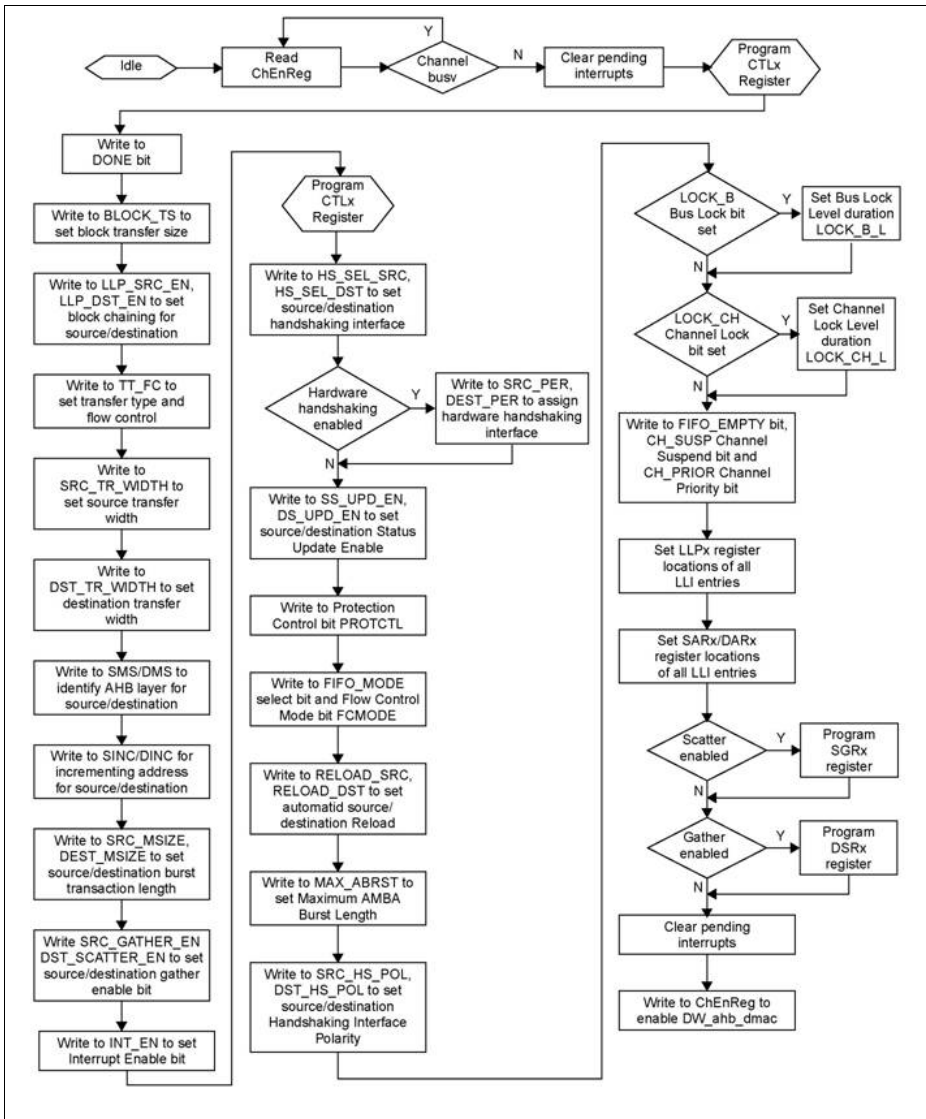 Idle
Read
ChEnReg
Y
Channel
busv
N
Clear pending
interrupts
Program
CTLx
Register
Write to
DONE bit
Write to BLOCK_TS to
set block transfer size
Write to LLP_SRC_EN,
LLP_DST_EN to set
block chaining for
source/destination
Write to TT_FC to
set transfer type and
flow control
Write to
SRC_TR_WIDTH to
set source transfer
width
Write to
DST_TR_WIDTH to set
destination transfer
width
Write to SMS/DMS to
identify AHB layer for
source/destination
Write to SINC/DINC for
incrementing address
for source/destination
Write to SRC_MSIZE,
DEST_MSIZE to set
source/destination burst
transaction length
Write SRC_GATHER_EN
DST_SCATTER_EN to set
source/destination gather
enable bit
Write to INT_EN to set
Interrupt Enable bit
Program
CTLx
Register
Write to HS_SEL_SRC,
HS_SEL_DST to set
source/destination
handshaking interface
Hardware
handshaking
enabled
Y
Write to SRC_PER,
DEST_PER to assign
hardware handshaking
interface
N
Write to SS_UPD_EN,
DS_UPD_EN to set
source/destination Status
Update Enable
Write to Protection
Control bit PROTCTL
Write to FIFO_MODE
select bit and Flow Control
Mode bit FCMODE
Write to RELOAD_SRC,
RELOAD_DST to set
automatid source/
destination Reload
Write to MAX_ABRST to
set Maximum AMBA
Burst Length
Write to SRC_HS_POL,
DST_HS_POL to set
source/destination
Handshaking Interface
Polarity
LOCK_B
Bus Lock bit
set
Y
Set Bus Lock
Level duration
LOCK_B_L
N
LOCK_CH
Channel Lock
bit set
Y
Set Channel
Lock Level
duration
LOCK_CH_L
N
Write to FIFO_EMPTY bit,
CH_SUSP Channel
Suspend bit and
CH_PRIOR Channel
Priority bit
Set LLPx register
locations of all
LLI entries
Set SARx/DARx
register locations
of all LLI entries
Scatter
enabled
Y
Program
SGRx
register
N
Gather
enabled
Y
Program
DSRx
register
N
Clear pending
interrupts
Write to ChEnReg to
enable DW_ahb_dmac